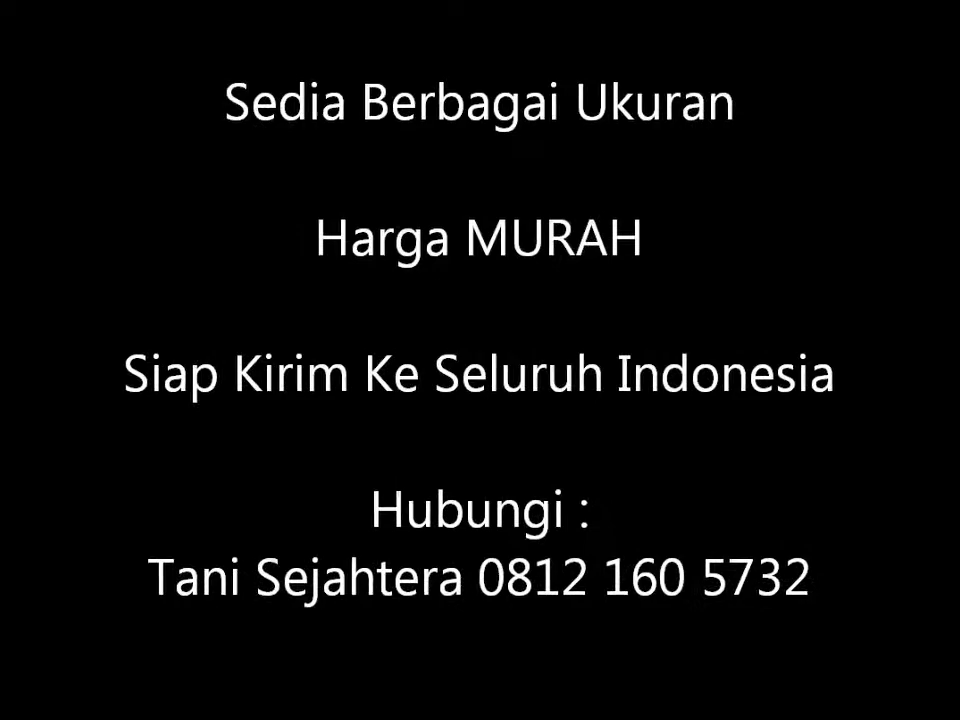 Sedia Berbagai Ukuran
Harga MURAH
Siap Kirim Ke Seluruh Indonesia
Hubungi :
Tani Sejahtera 0812 160 5732